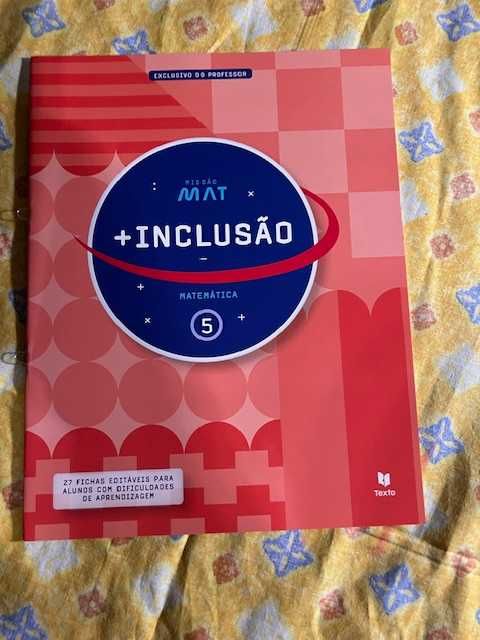 EXCLUSIVO DO PROFESSOR
MISSÃO
MAT
+INCLUSÃO
MATEMÁTICA
5
27 FICHAS EDITÁVEIS PARA
ALUNOS COM DIFICULDADES
DE APRENDIZAGEM
Texto